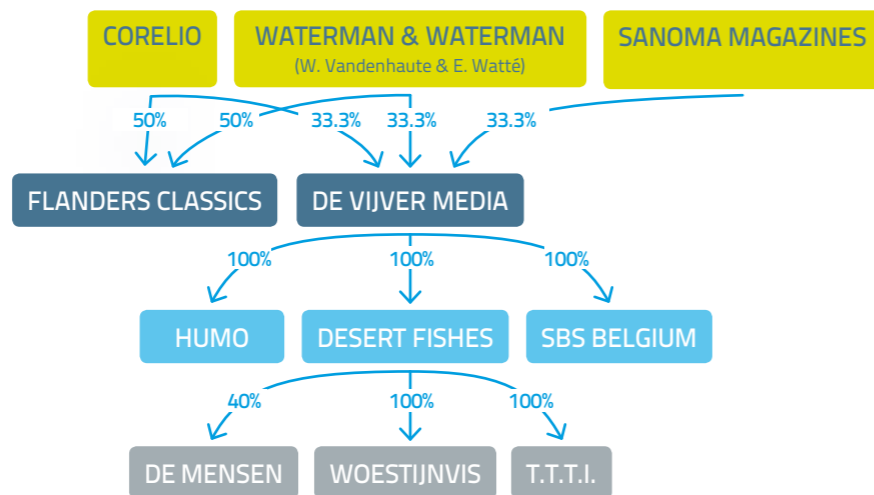 CORELIO
WATERMAN & WATERMAN
(W. Vandenhaute & E. Watté)
SANOMA MAGAZINES
50%
50%
33.3%
33.3%
33.3%
FLANDERS CLASSICS
DE VIJVER MEDIA
100%
100%
100%
HUMO
DESERT FISHES
SBS BELGIUM
40%
100%
100%
DE MENSEN
WOESTIJNVIS
T.T.T.I.